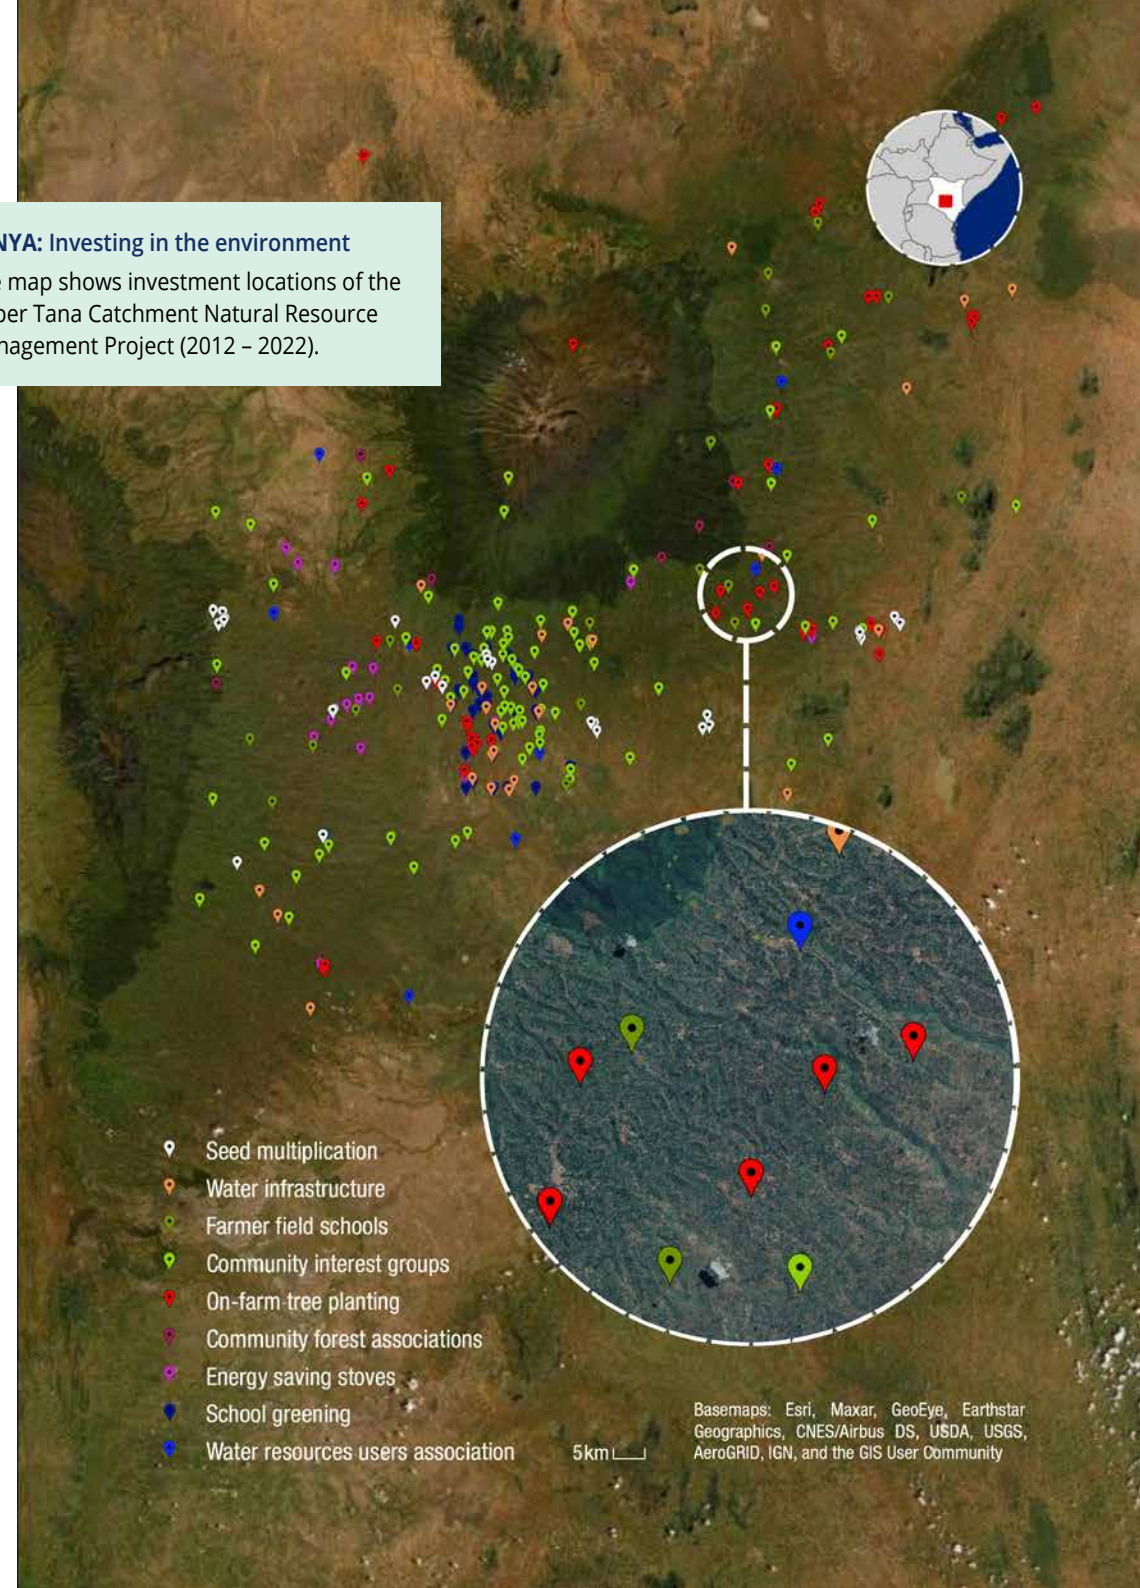 NYA: Investing in the environment
e map shows investment locations of the
per Tana Catchment Natural Resource
nagement Project (2012 – 2022).
Seed multiplication
Water infrastructure
Farmer field schools
Community interest groups
On-farm tree planting
Community forest associations
Energy saving stoves
School greening
Water resources users association
5km
Basemaps: Esri, Maxar, GeoEye, Earthstar
Geographics, CNES/Airbus DS, USDA, USGS,
AeroGRID, IGN, and the GIS User Community